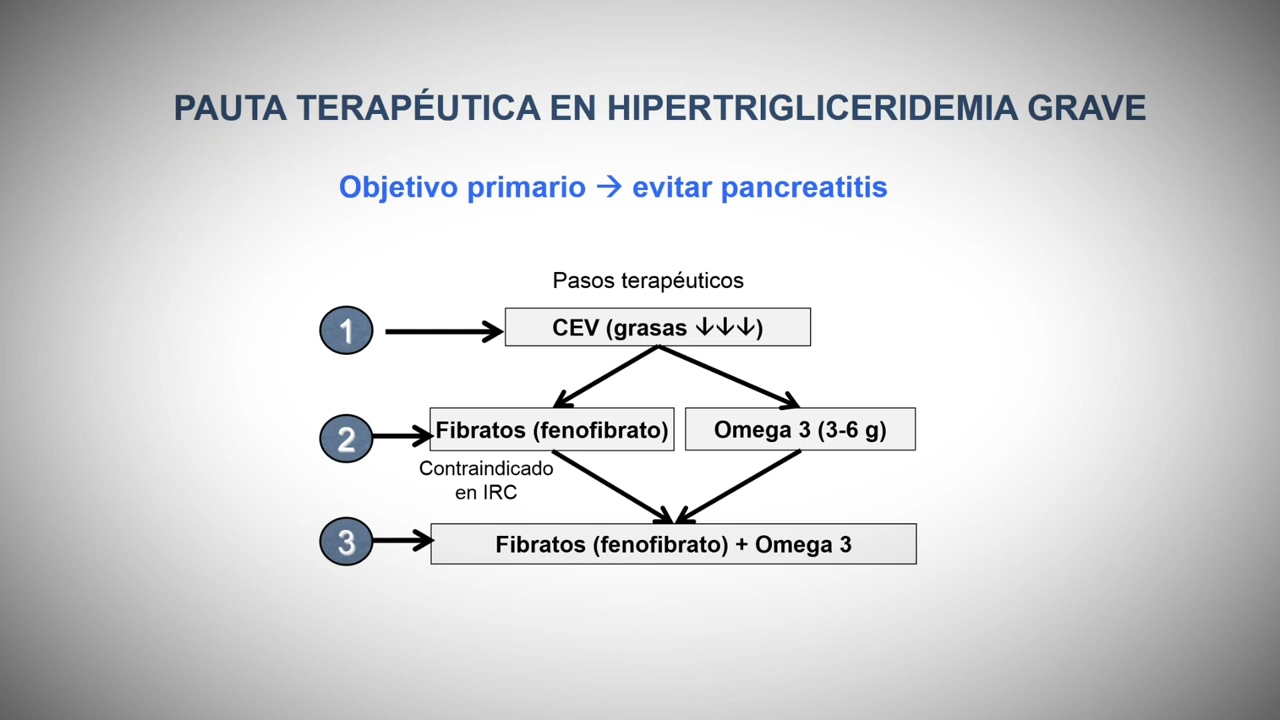 PAUTA TERAPÉUTICA EN HIPERTRIGLICERIDEMIA GRAVE
Objetivo primario → evitar pancreatitis
Pasos terapéuticos
1
CEV (grasas ↓↓↓)
2
Fibratos (fenofibrato)
Omega 3 (3-6 g)
Contraindicado
en IRC
3
Fibratos (fenofibrato) + Omega 3